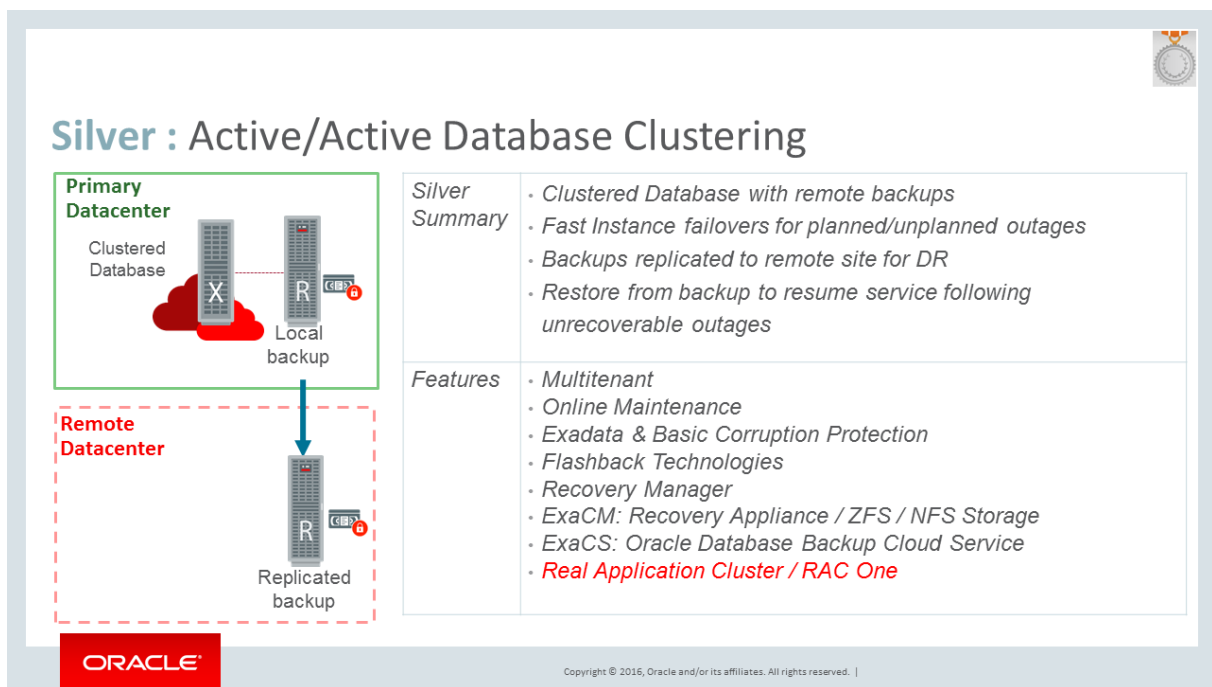 Silver : Active/Active Database Clustering
Primary
Datacenter
Clustered
Database
X
R
Local
backup
Remote
Datacenter
R
Replicated
backup
Silver
Summary
• Clustered Database with remote backups
• Fast Instance failovers for planned/unplanned outages
• Backups replicated to remote site for DR
• Restore from backup to resume service following
unrecoverable outages
Features
• Multitenant
• Online Maintenance
• Exadata & Basic Corruption Protection
• Flashback Technologies
• Recovery Manager
• ExaCM: Recovery Appliance / ZFS / NFS Storage
• ExaCS: Oracle Database Backup Cloud Service
• Real Application Cluster / RAC One
ORACLE®
Copyright © 2016, Oracle and/or its affiliates. All rights reserved. |